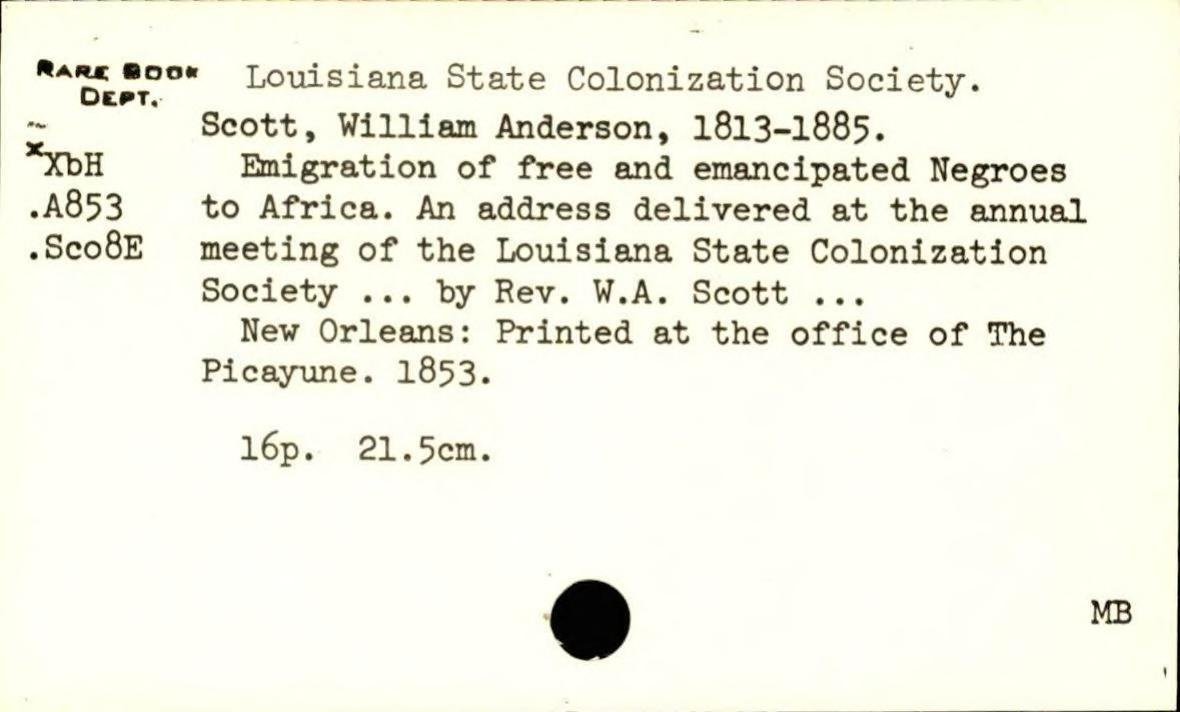 RARE BOOK
DEPT.
Louisiana State Colonization Society.
Scott, William Anderson, 1813-1885.
xXbH
.A853
.Sco8E
Emigration of free and emancipated Negroes
to Africa. An address delivered at the annual
meeting of the Louisiana State Colonization
Society ... by Rev. W.A. Scott ...
New Orleans: Printed at the office of The
Picayune. 1853.
16p. 21.5cm.
MB